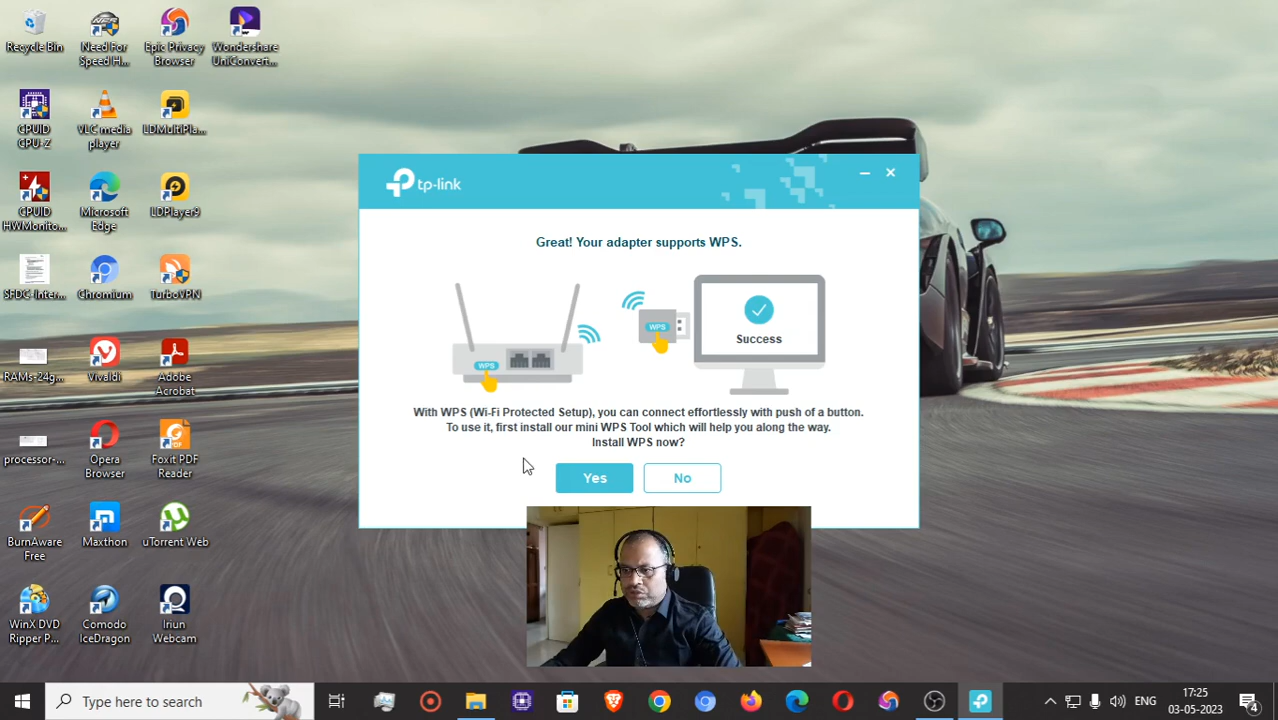 Recycle Bin
Need For
Speed H...
Epic Privacy
Browser
Wondershare
UniConvert...
CPUID
CPU-Z
VLC media
player
LDMultiPla...
CPUID
HWMonito...
Microsoft
Edge
LDPlayer9
SFDC-Inter...
Chromium
TurboVPN
RAMs-24g...
Vivaldi
Adobe
Acrobat
processor-...
Opera
Browser
Foxit PDF
Reader
BurnAware
Free
Maxthon
uTorrent Web
WinX DVD
Ripper P...
Comodo
IceDragon
Iriun
Webcam
tp-link
Great! Your adapter supports WPS.
WPS
WPS
Success
With WPS (Wi-Fi Protected Setup), you can connect effortlessly with push of a button.
To use it, first install our mini WPS Tool which will help you along the way.
Install WPS now?
Yes
No
Type here to search
ENG
17:25
03-05-2023
4